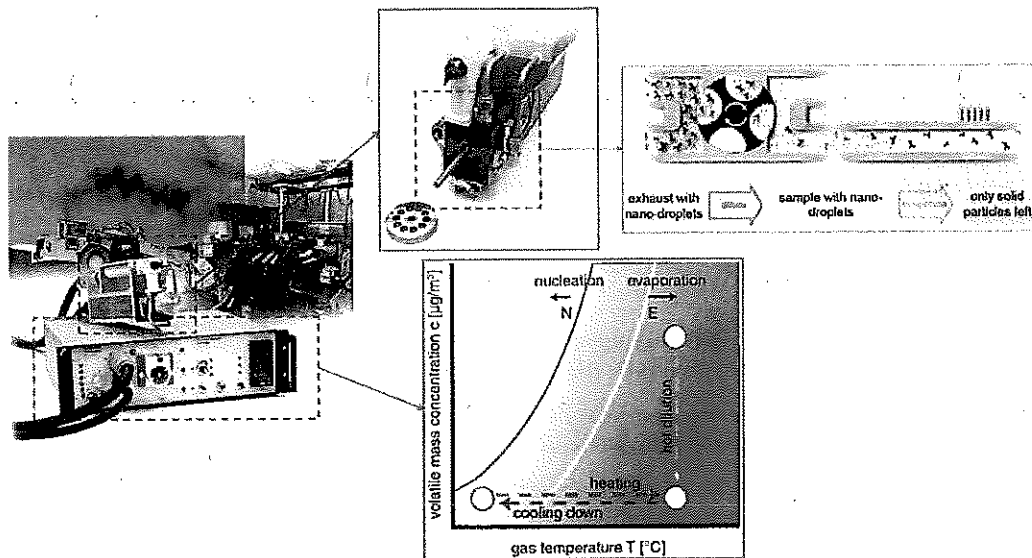 exhaust with
nano-droplets
sample with nano-
droplets
only solid
particles left
nucleation
evaporation
N
E
volatile mass concentration c [µg/m³]
hot dilution
heating
cooling down
gas temperature T [°C]